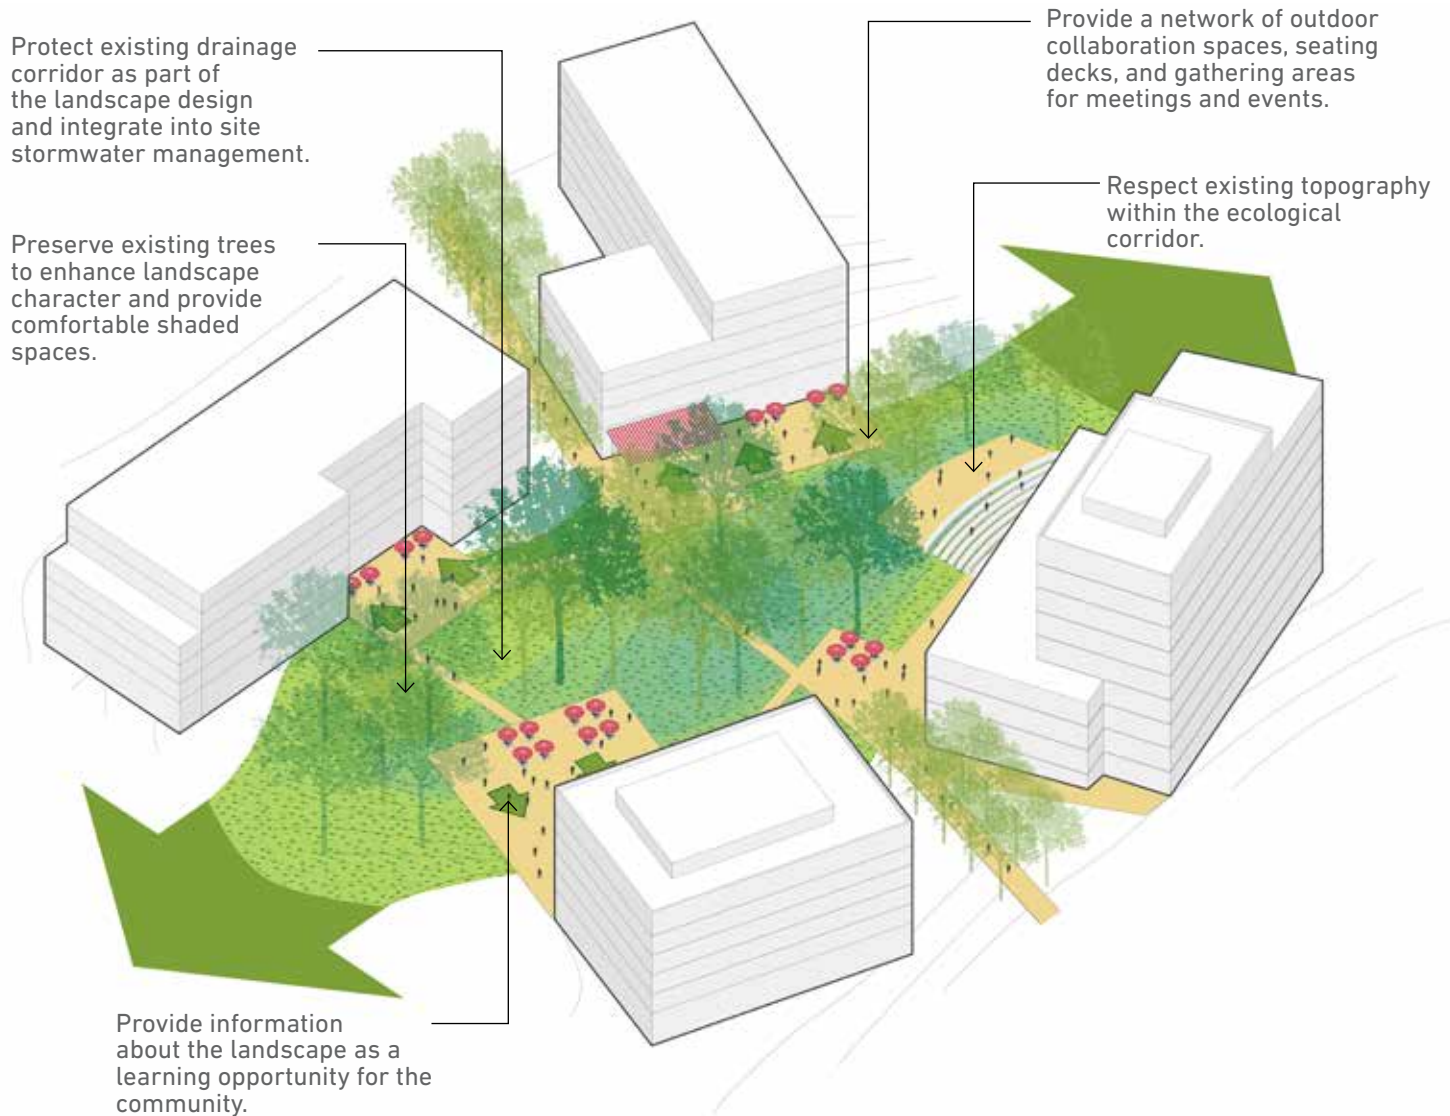 Protect existing drainage
corridor as part of
the landscape design
and integrate into site
stormwater management.
Preserve existing trees
to enhance landscape
character and provide
comfortable shaded
spaces.
Provide a network of outdoor
collaboration spaces, seating
decks, and gathering areas
for meetings and events.
Respect existing topography
within the ecological
corridor.
Provide information
about the landscape as a
learning opportunity for the
community.